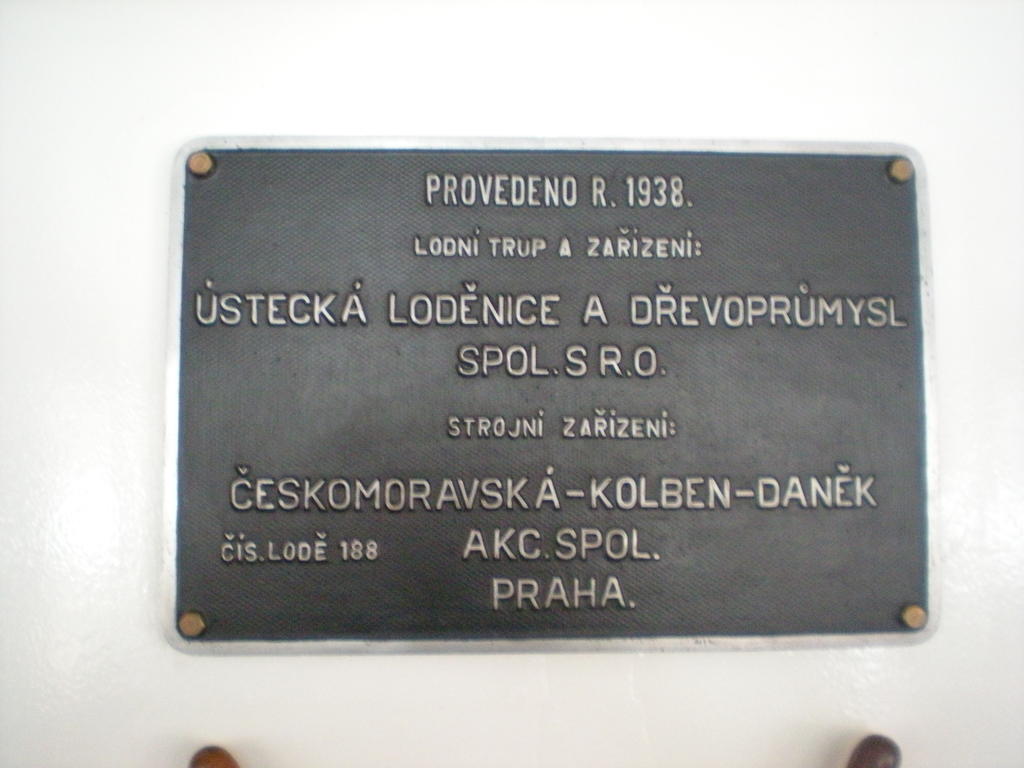 PROVEDENO R. 1938.
LODNÍ TRUP A ZAŘÍZENÍ:
ÚSTECKÁ LODĚNICE A DŘEVOPRŮMYSL
SPOL. S R.O.
STROJNÍ ZAŘÍZENÍ:
ČESKOMORAVSKÁ-KOLBEN-DANĚK
ČÍS. LODĚ 188 AKC. SPOL.
PRAHA.